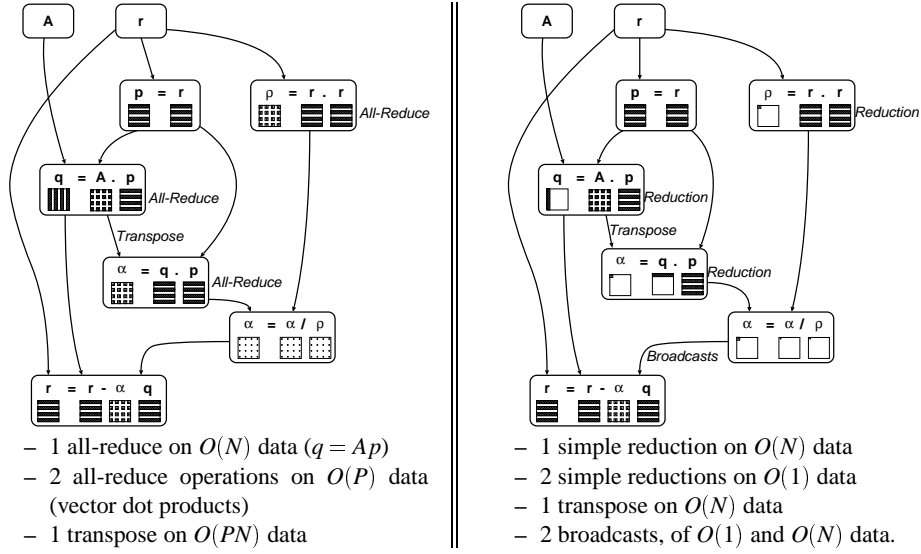 A
r
p = r
ρ = r . r
All-Reduce
q = A . p
All-Reduce
Transpose
α = q . p
All-Reduce
α = α / ρ
r = r - α q
– 1 all-reduce on O(N) data (q = Ap)
– 2 all-reduce operations on O(P) data
(vector dot products)
– 1 transpose on O(PN) data
A
r
p = r
ρ = r . r
Reduction
q = A . p
Reduction
Transpose
α = q . p
Reduction
α = α / ρ
Broadcasts
r = r - α q
– 1 simple reduction on O(N) data
– 2 simple reductions on O(1) data
– 1 transpose on O(N) data
– 2 broadcasts, of O(1) and O(N) data.